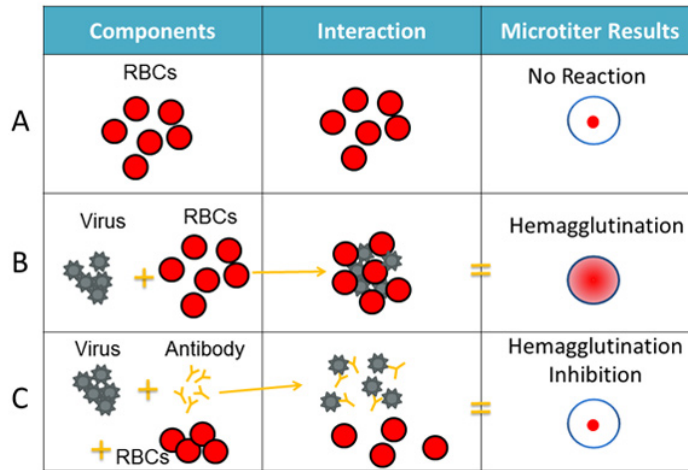 Components Interaction Microtiter Results
A
RBCs
No Reaction
B
Virus
RBCs
+
=
Hemagglutination
C
Virus
Antibody
+
+
RBCs
=
Hemagglutination
Inhibition